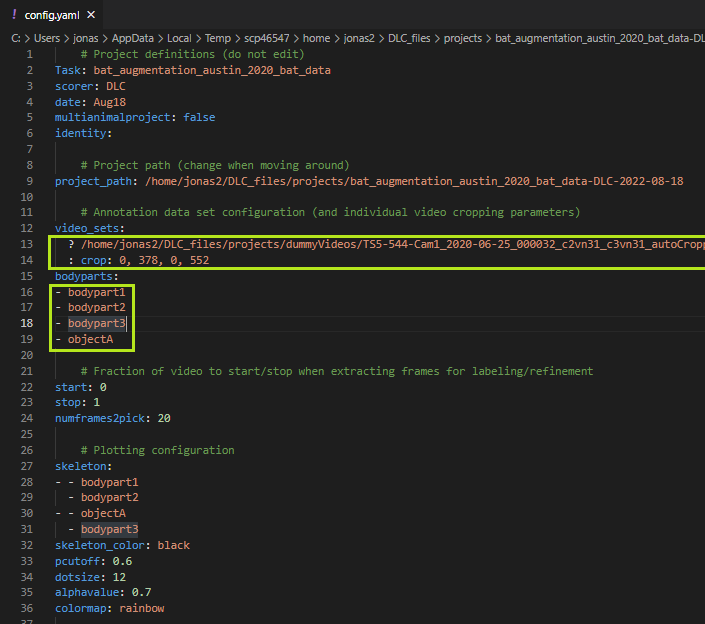 ! config.yaml ×
C: > Users > jonas > AppData > Local > Temp > scp46547 > home > jonas2 > DLC_files > projects > bat_augmentation_austin_2020_bat_data-DL
1 # Project definitions (do not edit)
2 Task: bat_augmentation_austin_2020_bat_data
3 scorer: DLC
4 date: Aug18
5 multianimalproject: false
6 identity:
7
8 # Project path (change when moving around)
9 project_path: /home/jonas2/DLC_files/projects/bat_augmentation_austin_2020_bat_data-DLC-2022-08-18
10
11 # Annotation data set configuration (and individual video cropping parameters)
12 video_sets:
13 ? /home/jonas2/DLC_files/projects/dummyVideos/TS5-544-Cam1_2020-06-25_000032_c2vn31_c3vn31_autoCropp
14 : crop: 0, 378, 0, 552
15 bodyparts:
16 - bodypart1
17 - bodypart2
18 - bodypart3
19 - objectA
20
21 # Fraction of video to start/stop when extracting frames for labeling/refinement
22 start: 0
23 stop: 1
24 numframes2pick: 20
25
26 # Plotting configuration
27 skeleton:
28 - - bodypart1
29 - bodypart2
30 - - objectA
31 - bodypart3
32 skeleton_color: black
33 pcutoff: 0.6
34 dotsize: 12
35 alphavalue: 0.7
36 colormap: rainbow
37